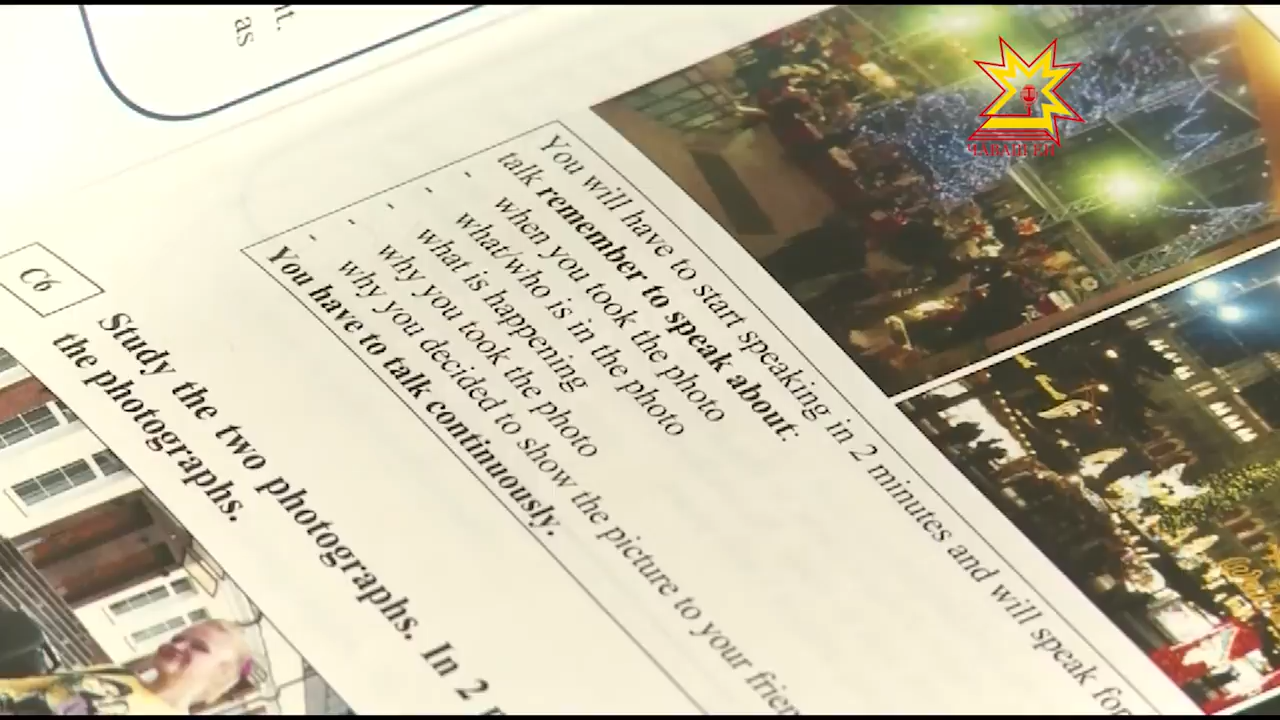 t.
as
You will have to start speaking in 2 minutes and will speak for
talk remember to speak about:
- when you took the photo
- what/who is in the photo
- what is happening
- why you took the photo
- why you decided to show the picture to your frien
You have to talk continuously.
C6
Study the two photographs. In 2
the photographs.